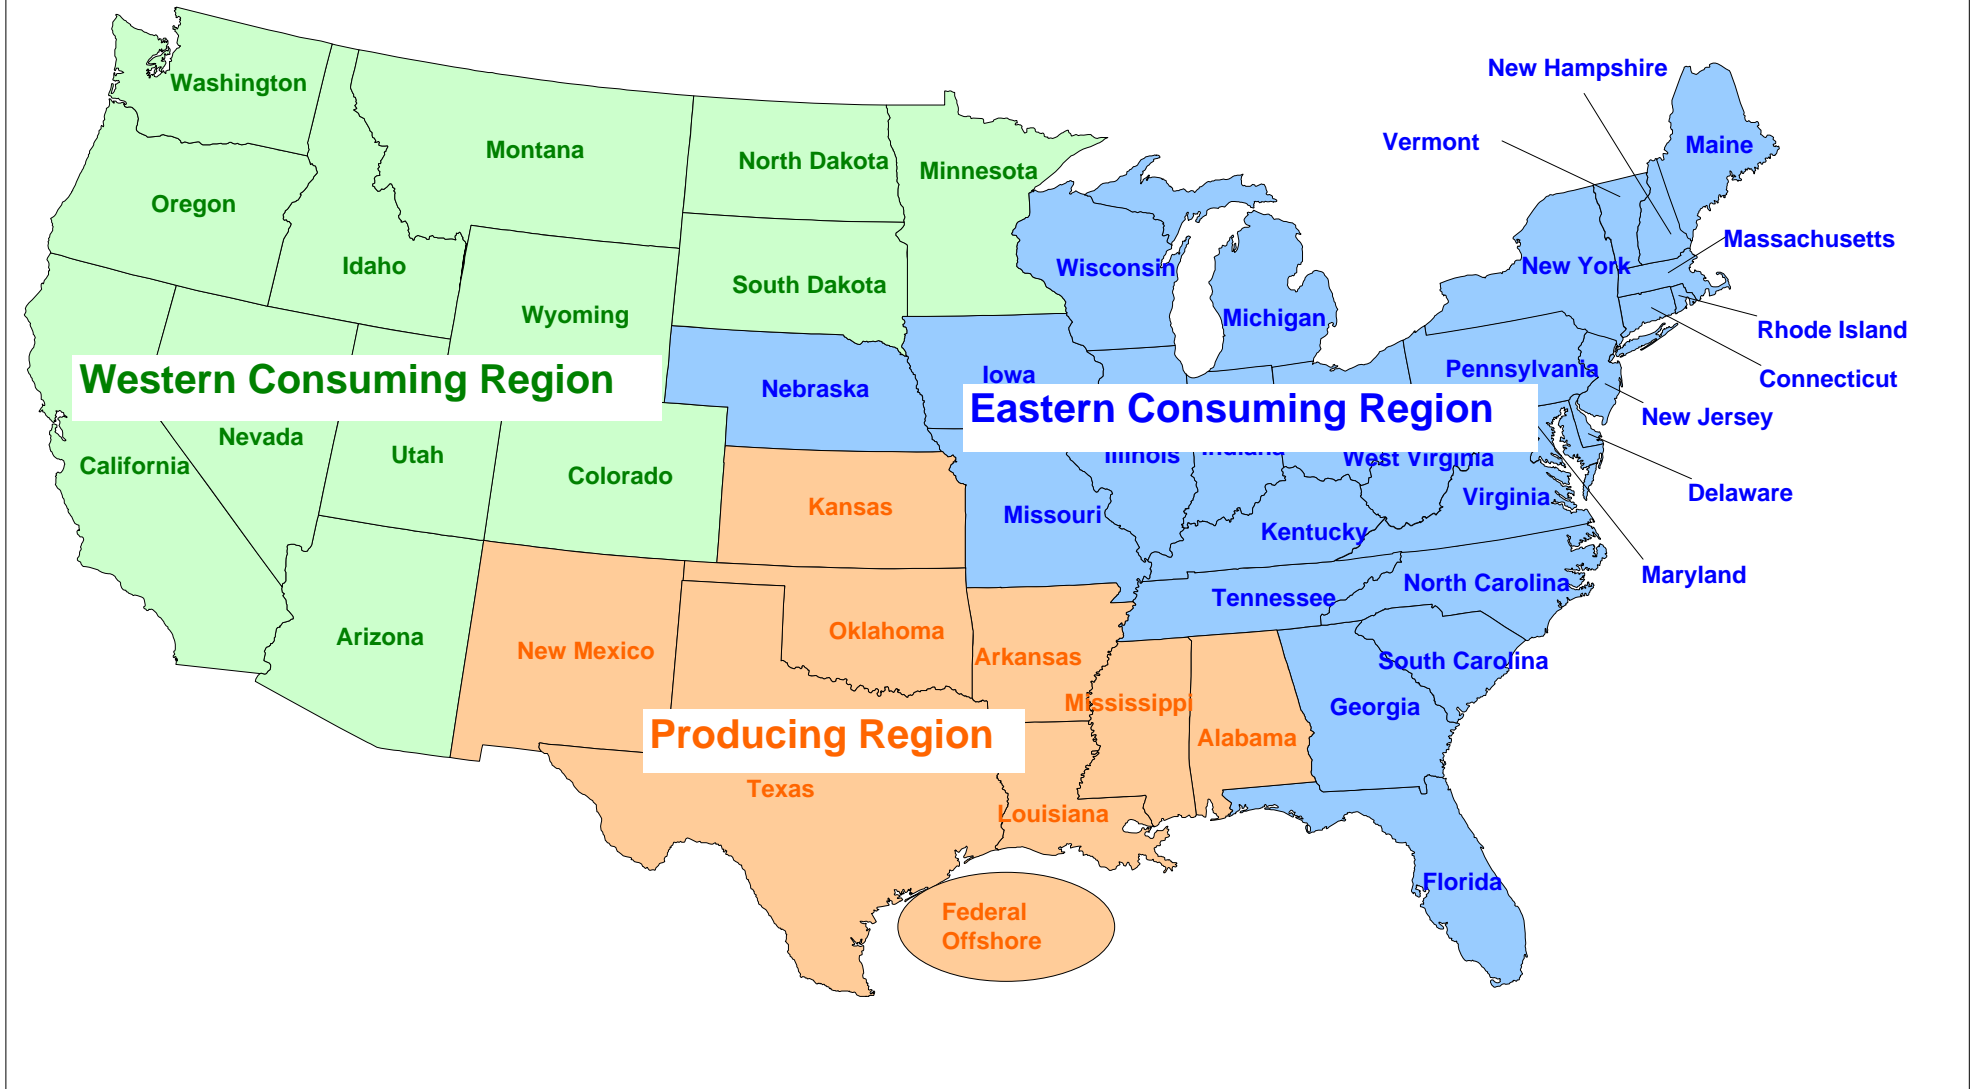 New Hampshire
Washington
Vermont
Maine
Montana
North Dakota
Minnesota
Oregon
Massachusetts
Idaho
Wisconsin
New York
South Dakota
Wyoming
Michigan
Rhode Island
Western Consuming Region
Nebraska
Iowa
Pennsylvania
Connecticut
Eastern Consuming Region
New Jersey
Nevada
Utah
California
Colorado
Illinois
Indiana
West Virginia
Virginia
Delaware
Kansas
Missouri
Kentucky
Maryland
Tennessee
North Carolina
Arizona
New Mexico
Oklahoma
Arkansas
South Carolina
Mississippi
Georgia
Producing Region
Alabama
Texas
Louisiana
Florida
Federal
Offshore